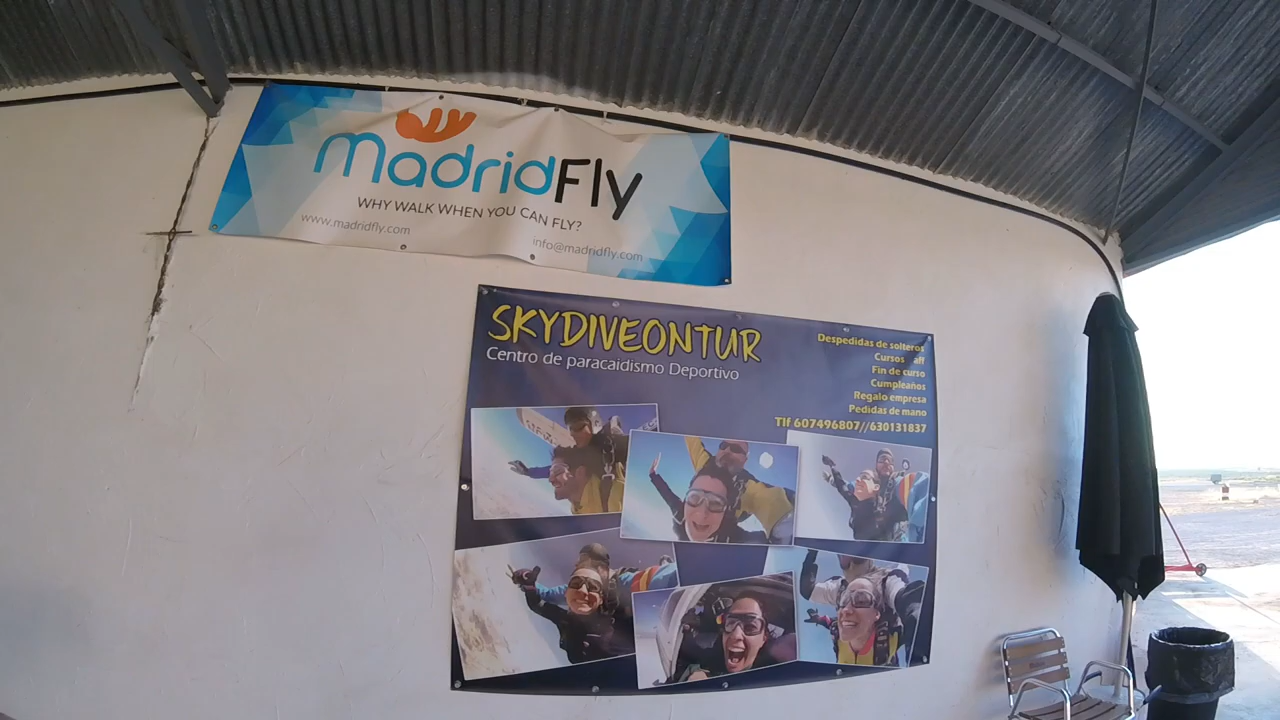 MadridFly
WHY WALK WHEN YOU CAN FLY?
www.madridfly.com
info@madridfly.com
SKYDIVEONTUR
Centro de paracaidismo Deportivo
Despedidas de solteros
Cursos aff
Fin de curso
Cumpleaños
Regalo empresa
Pedidas de mano
Tlf 607496807//630131837